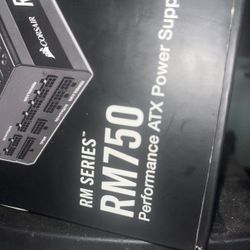 CORSAIR
R
RM SERIES™
RM750
Performance ATX Power Supp